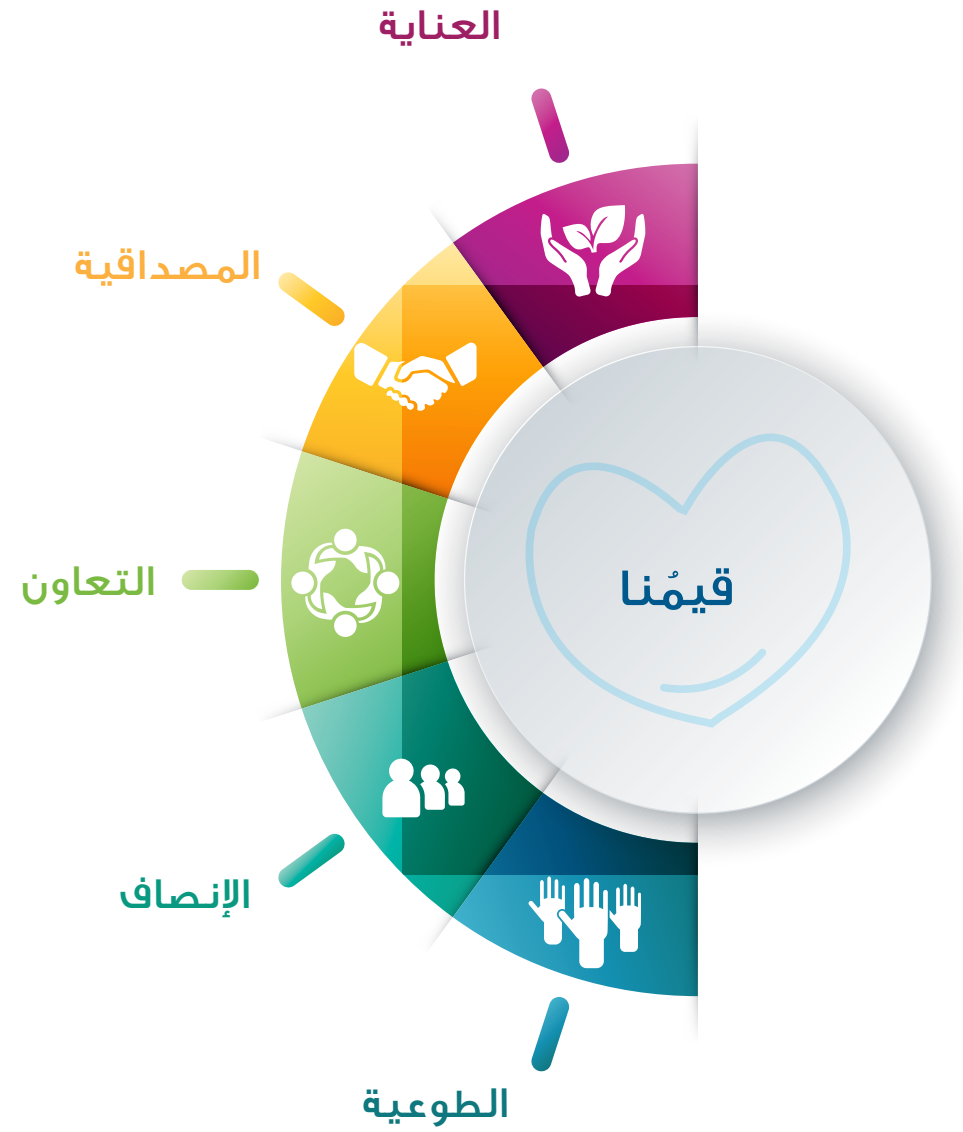 العناية
المصداقية
التعاون
قيمُنا
الإنصاف
الطوعية